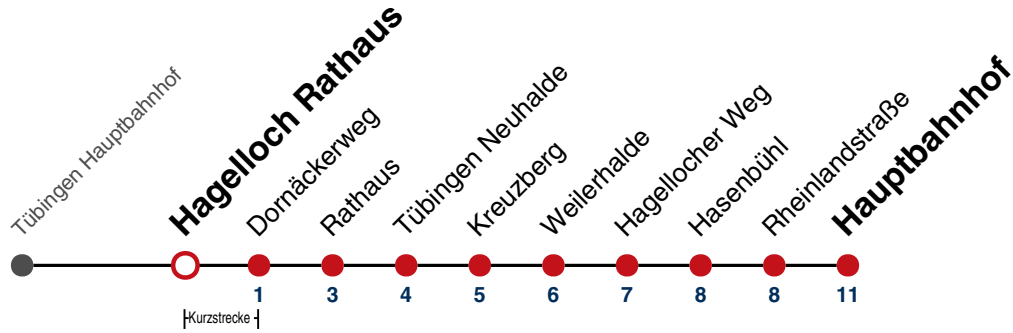 Tübingen Hauptbahnhof
Hagelloch Rathaus
Dornäckerweg
Rathaus
Tübingen Neuhalde
Kreuzberg
Weilerhalde
Hagellocher Weg
Hasenbühl
Rheinlandstraße
Hauptbahnhof
1 3 4 5 6 7 8 8 11
Kurzstrecke